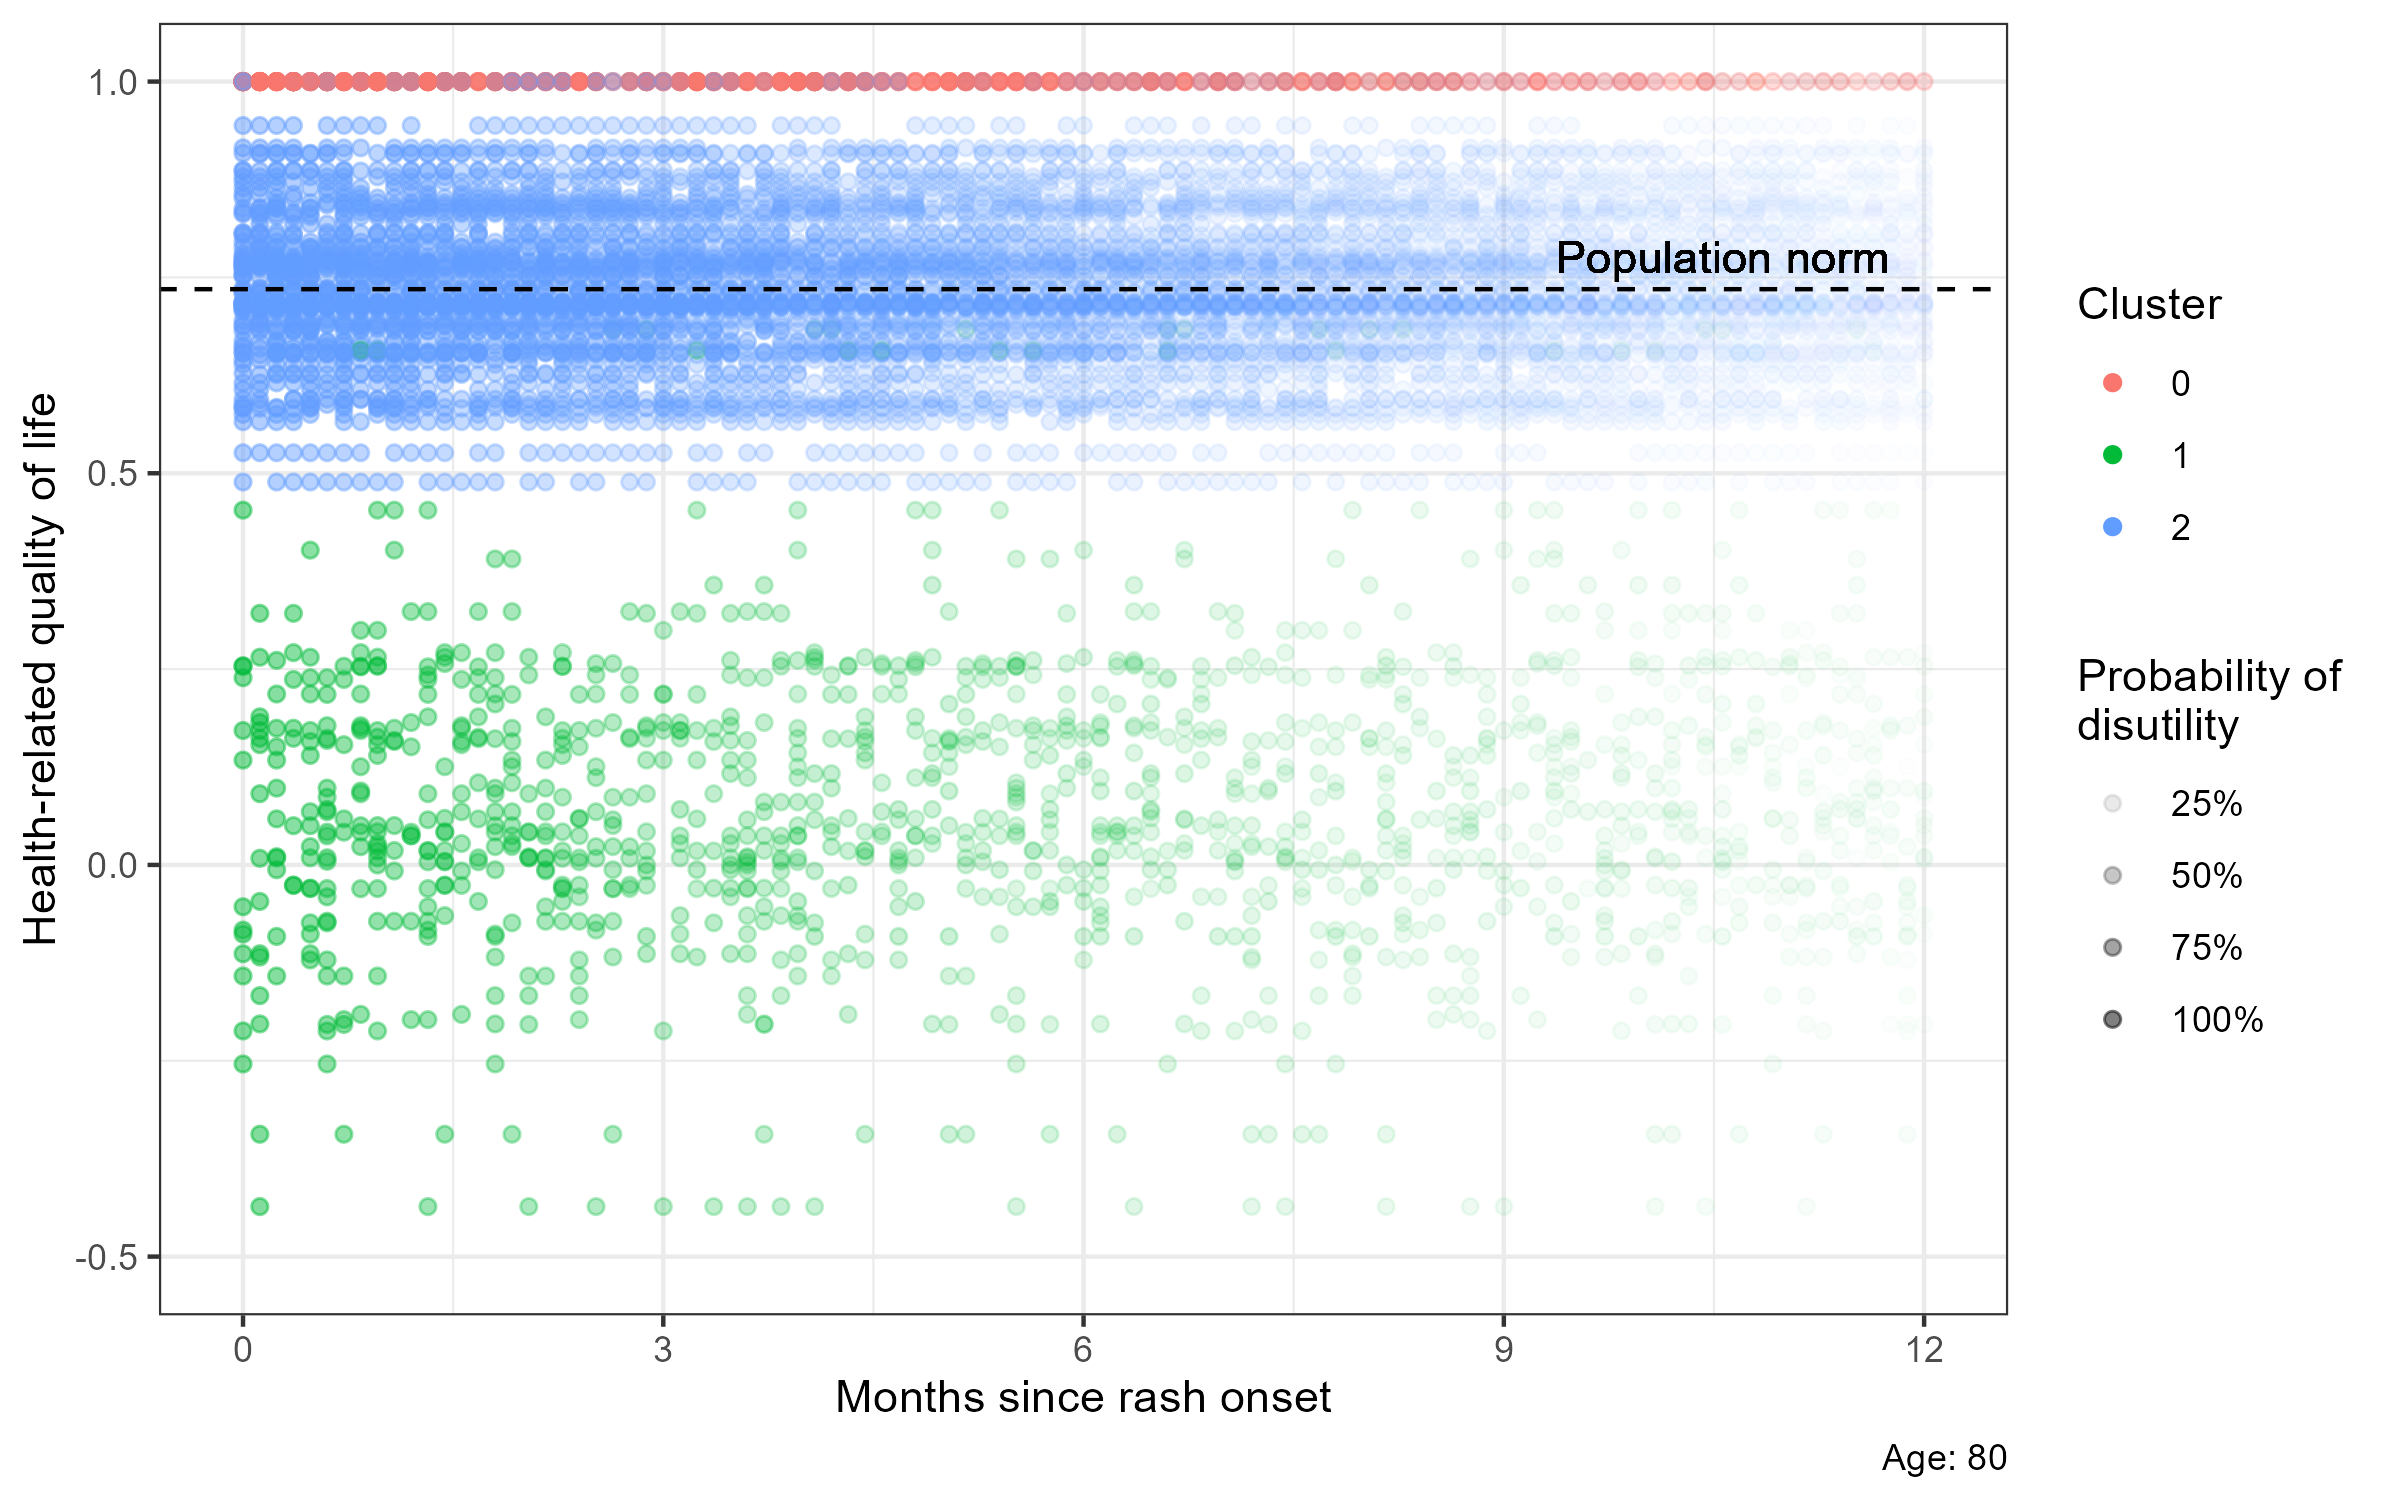 Health-related quality of life
1.0
0.5
0.0
-0.5
Population norm
0
3
6
9
12
Months since rash onset
Age: 80
Cluster
0
1
2
Probability of
disutility
25%
50%
75%
100%